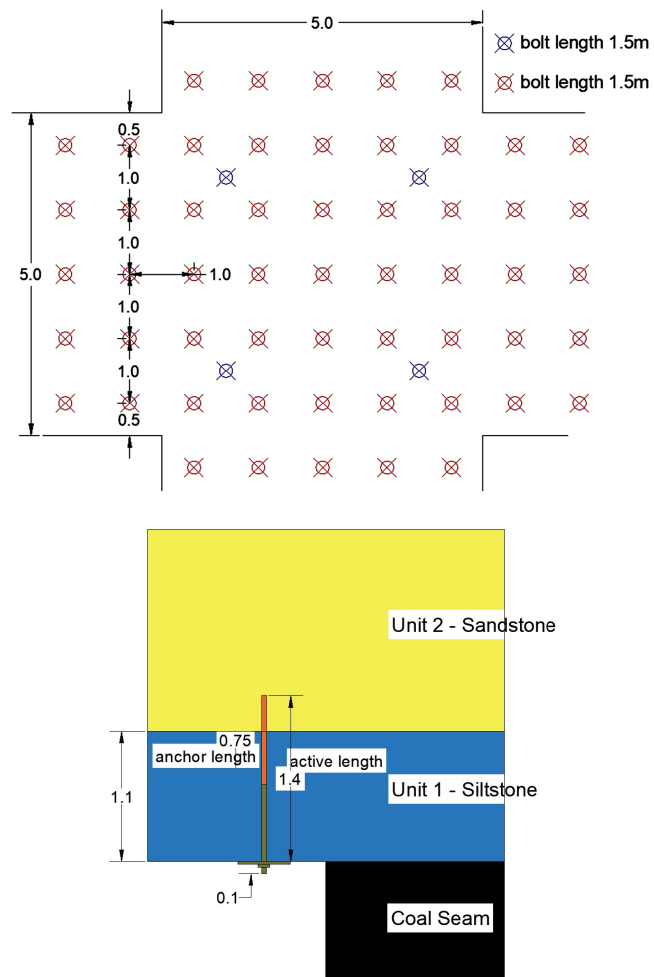 5.0
bolt length 1.5m
bolt length 1.5m
0.5
1.0
1.0
5.0
1.0
1.0
1.0
0.5
Unit 2 - Sandstone
0.75
anchor length
active length
1.4
1.1
Unit 1 - Siltstone
0.1
Coal Seam